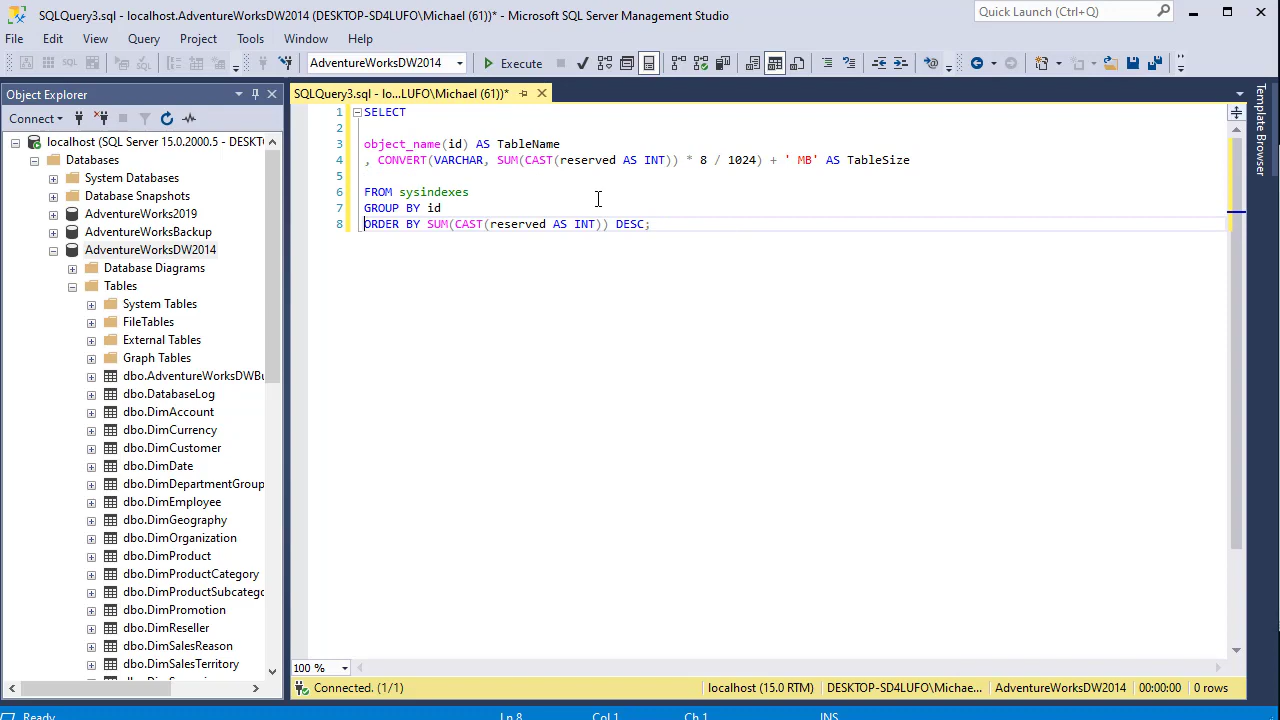 SQLQuery3.sql - localhost.AdventureWorksDW2014 (DESKTOP-SD4LUFO\Michael (61))* - Microsoft SQL Server Management Studio
Quick Launch (Ctrl+Q)
File Edit View Query Project Tools Window Help
AdventureWorksDW2014
Execute
Object Explorer
SQLQuery3.sql - lo...LUFO\Michael (61))*
Template Browser
Connect
localhost (SQL Server 15.0.2000.5 - DESKT
Databases
System Databases
Database Snapshots
AdventureWorks2019
AdventureWorksBackup
AdventureWorksDW2014
Database Diagrams
Tables
System Tables
FileTables
External Tables
Graph Tables
dbo.AdventureWorksDWBu
dbo.DatabaseLog
dbo.DimAccount
dbo.DimCurrency
dbo.DimCustomer
dbo.DimDate
dbo.DimDepartmentGroup
dbo.DimEmployee
dbo.DimGeography
dbo.DimOrganization
dbo.DimProduct
dbo.DimProductCategory
dbo.DimProductSubcatego
dbo.DimPromotion
dbo.DimReseller
dbo.DimSalesReason
dbo.DimSalesTerritory
1 SELECT
2
3 object_name(id) AS TableName
4 , CONVERT(VARCHAR, SUM(CAST(reserved AS INT)) * 8 / 1024) + ' MB' AS TableSize
5
6 FROM sysindexes
7 GROUP BY id
8 ORDER BY SUM(CAST(reserved AS INT)) DESC;
100 %
Connected. (1/1)
localhost (15.0 RTM)
DESKTOP-SD4LUFO\Michae...
AdventureWorksDW2014
00:00:00
0 rows
Ready
Ln 8
Col 1
Ch 1
INS